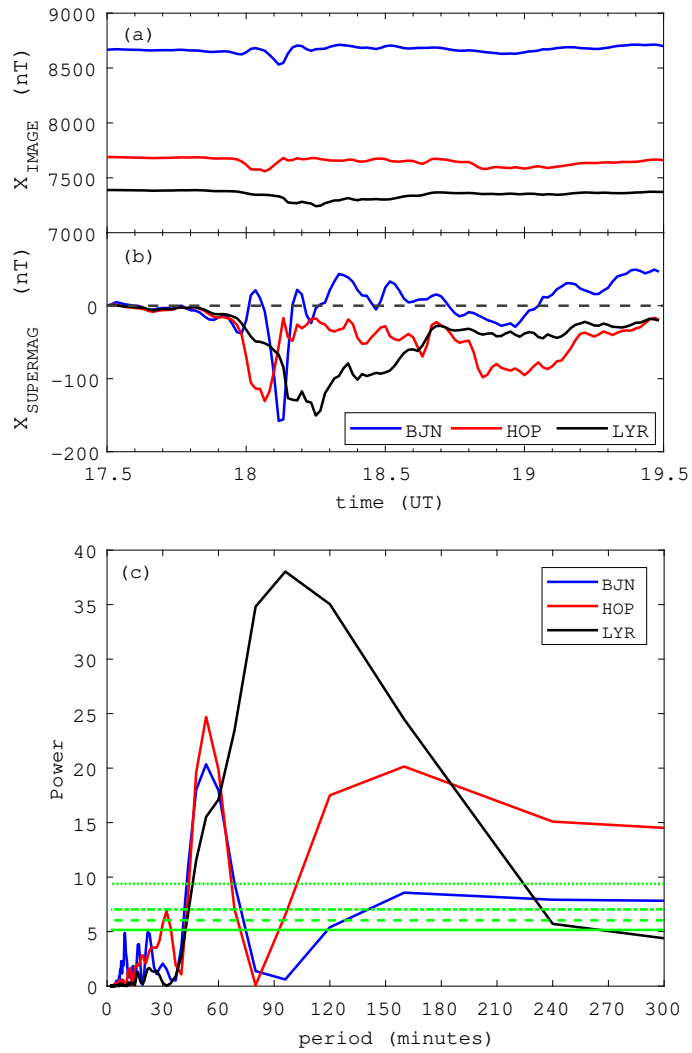 9000
(a)
8500
X_IMAGE (nT)
8000
7500
7000
(b)
0
X_SUPERMAG (nT)
−100
BJN HOP LYR
−200
17.5 18 18.5 19 19.5
time (UT)
40
(c)
BJN
35
HOP
LYR
30
25
20
Power
15
10
5
0
0 30 60 90 120 150 180 210 240 270 300
period (minutes)